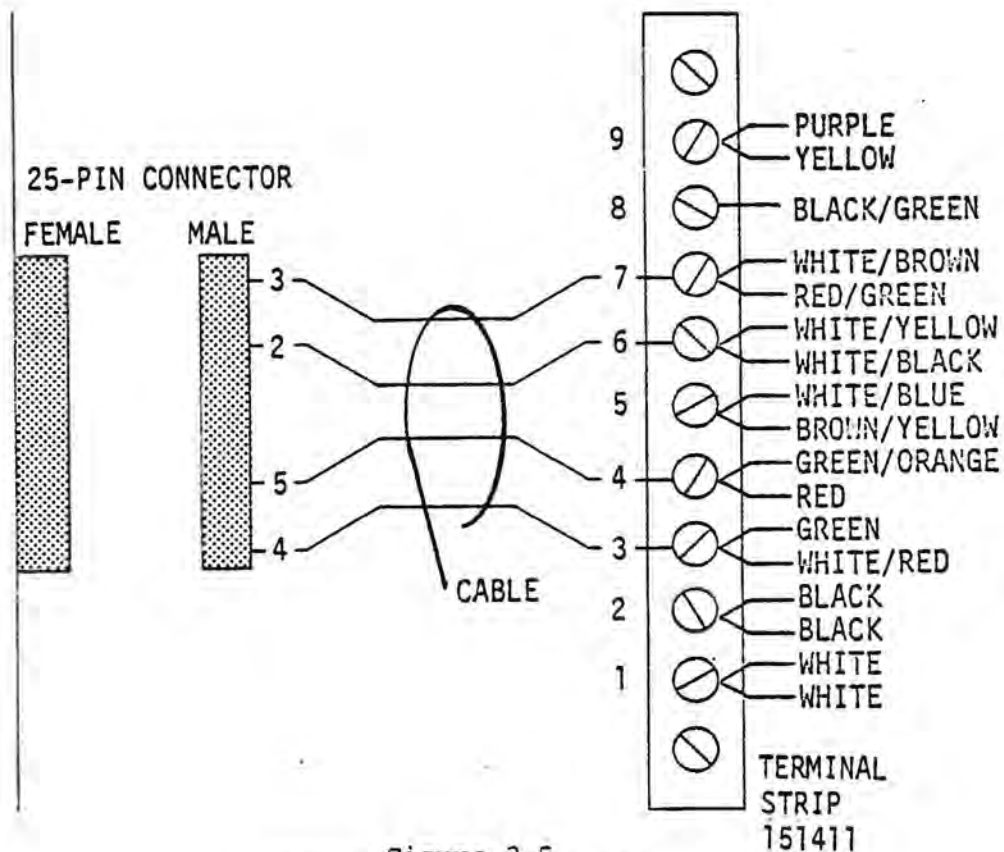 25-PIN CONNECTOR
FEMALE
MALE
3
2
5
4
CABLE
9
PURPLE
YELLOW
8
BLACK/GREEN
7
WHITE/BROWN
RED/GREEN
6
WHITE/YELLOW
WHITE/BLACK
5
WHITE/BLUE
BROWN/YELLOW
4
GREEN/ORANGE
RED
3
GREEN
WHITE/RED
2
BLACK
BLACK
1
WHITE
WHITE
TERMINAL
STRIP
151411